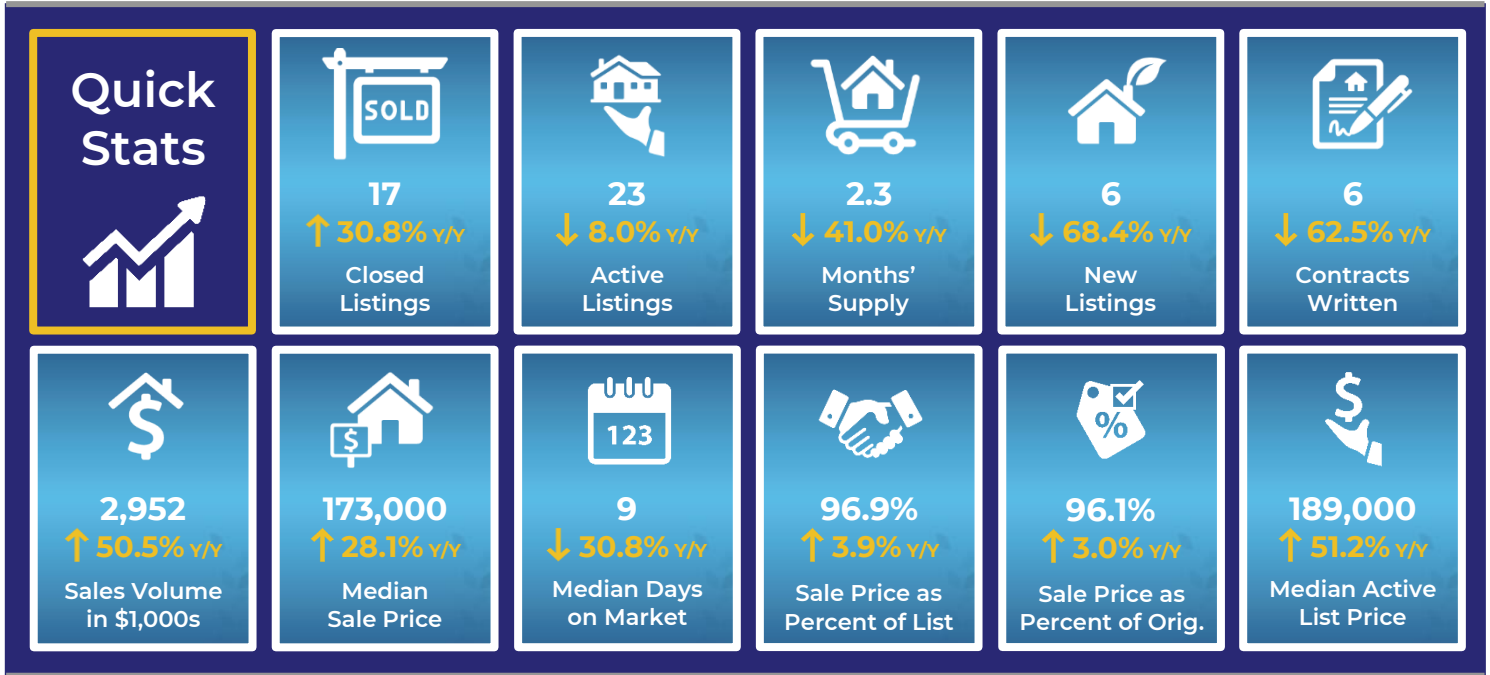 Quick
Stats
SOLD
17
↑ 30.8% Y/Y
Closed
Listings
23
↓ 8.0% Y/Y
Active
Listings
2.3
↓ 41.0% Y/Y
Months’
Supply
6
↓ 68.4% Y/Y
New
Listings
6
↓ 62.5% Y/Y
Contracts
Written
$
2,952
↑ 50.5% Y/Y
Sales Volume
in $1,000s
$
173,000
↑ 28.1% Y/Y
Median
Sale Price
123
9
↓ 30.8% Y/Y
Median Days
on Market
96.9%
↑ 3.9% Y/Y
Sale Price as
Percent of List
%
96.1%
↑ 3.0% Y/Y
Sale Price as
Percent of Orig.
$
189,000
↑ 51.2% Y/Y
Median Active
List Price